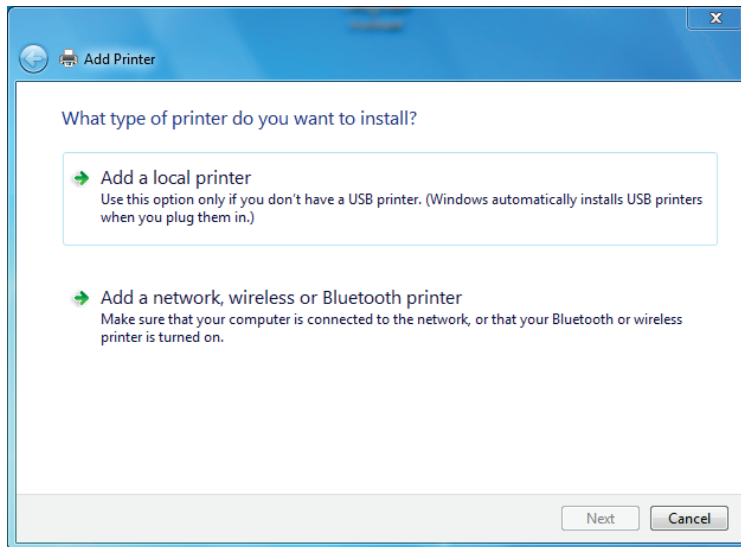 Add Printer
What type of printer do you want to install?
Add a local printer
Use this option only if you don't have a USB printer. (Windows automatically installs USB printers
when you plug them in.)
Add a network, wireless or Bluetooth printer
Make sure that your computer is connected to the network, or that your Bluetooth or wireless
printer is turned on.
Next
Cancel